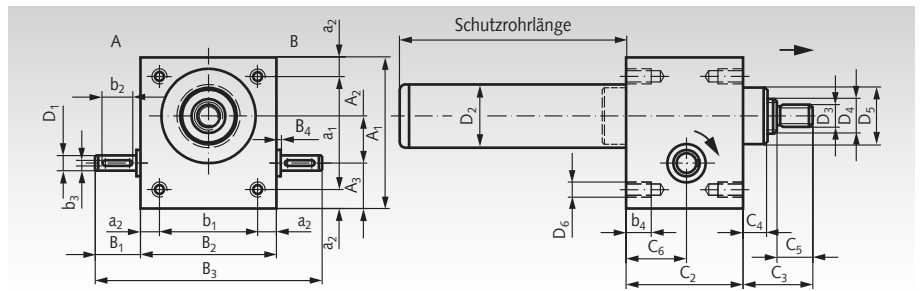 Schutzrohrlänge
A
B
a₂
b₂
A₂
D₁
a₁
A₁
B₄
A₃
b₃
a₂
b₁
a₂
a₂
B₁
B₂
B₃
D₂
D₃
D₄
D₅
D₆
b₄
C₄
C₅
C₆
C₂
C₃